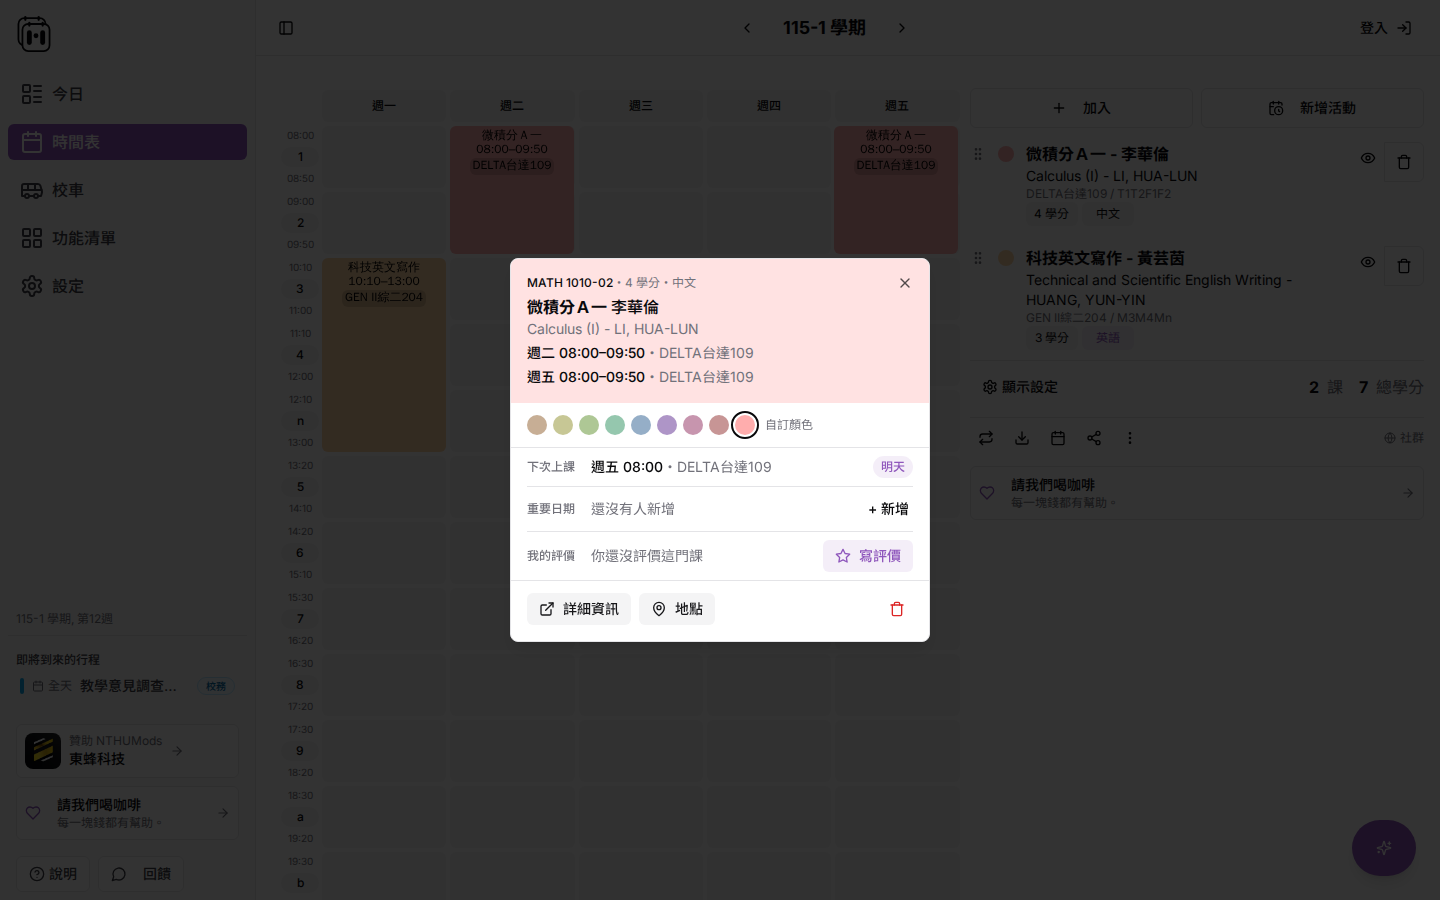 今日
時間表
校車
功能清單
設定
115-1 學期, 第12週
即將到來的行程
全天 教學意見調查... 校務
贊助 NTHUMods
東蜂科技
請我們喝咖啡
每一塊錢都有幫助。
說明
回饋
115-1 學期
登入
週一 週二 週三 週四 週五
08:00
1
08:50
09:00
2
09:50
10:10
3
11:00
11:10
4
12:00
12:10
n
13:00
13:20
5
14:10
14:20
6
15:10
15:30
7
16:20
16:30
8
17:20
17:30
9
18:20
18:30
a
19:20
19:30
b
科技英文寫作
10:10–13:00
GEN II綜二204
微積分A一
08:00–09:50
DELTA台達109
微積分A一
08:00–09:50
DELTA台達109
MATH 1010-02 • 4 學分 • 中文
微積分A一 李華倫
Calculus (I) - LI, HUA-LUN
週二 08:00–09:50 • DELTA台達109
週五 08:00–09:50 • DELTA台達109
自訂顏色
下次上課 週五 08:00 • DELTA台達109 明天
重要日期 還沒有人新增 + 新增
我的評價 你還沒評價這門課 寫評價
詳細資訊
地點
加入
新增活動
微積分A一 - 李華倫
Calculus (I) - LI, HUA-LUN
DELTA台達109 / T1T2F1F2
4 學分 中文
科技英文寫作 - 黃芸茵
Technical and Scientific English Writing -
HUANG, YUN-YIN
GEN II綜二204 / M3M4Mn
3 學分 英語
顯示設定
2 課 7 總學分
社群
請我們喝咖啡
每一塊錢都有幫助。